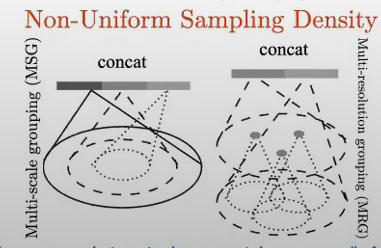 Non-Uniform Sampling Density
Multi-scale grouping (MSG)
concat
concat
Multi-resolution grouping (MRG)